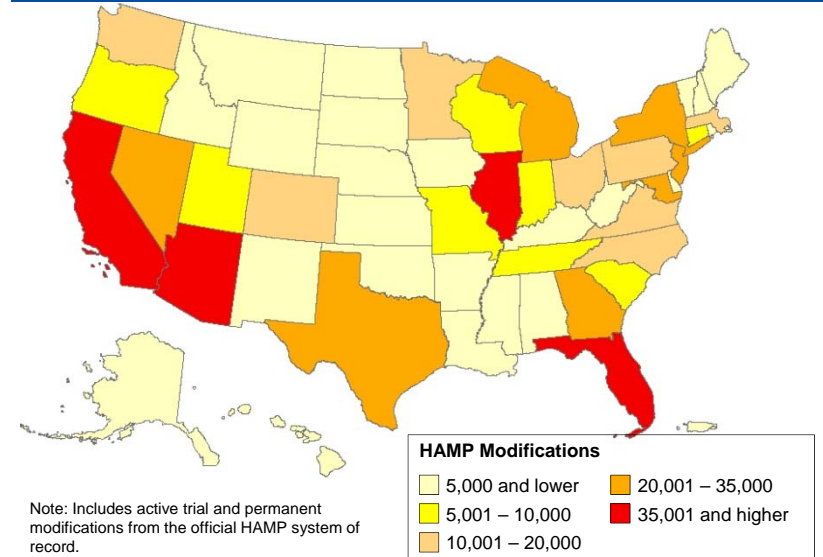 HAMP Modifications
5,000 and lower
20,001 – 35,000
5,001 – 10,000
35,001 and higher
10,001 – 20,000
Note: Includes active trial and permanent
modifications from the official HAMP system of
record.